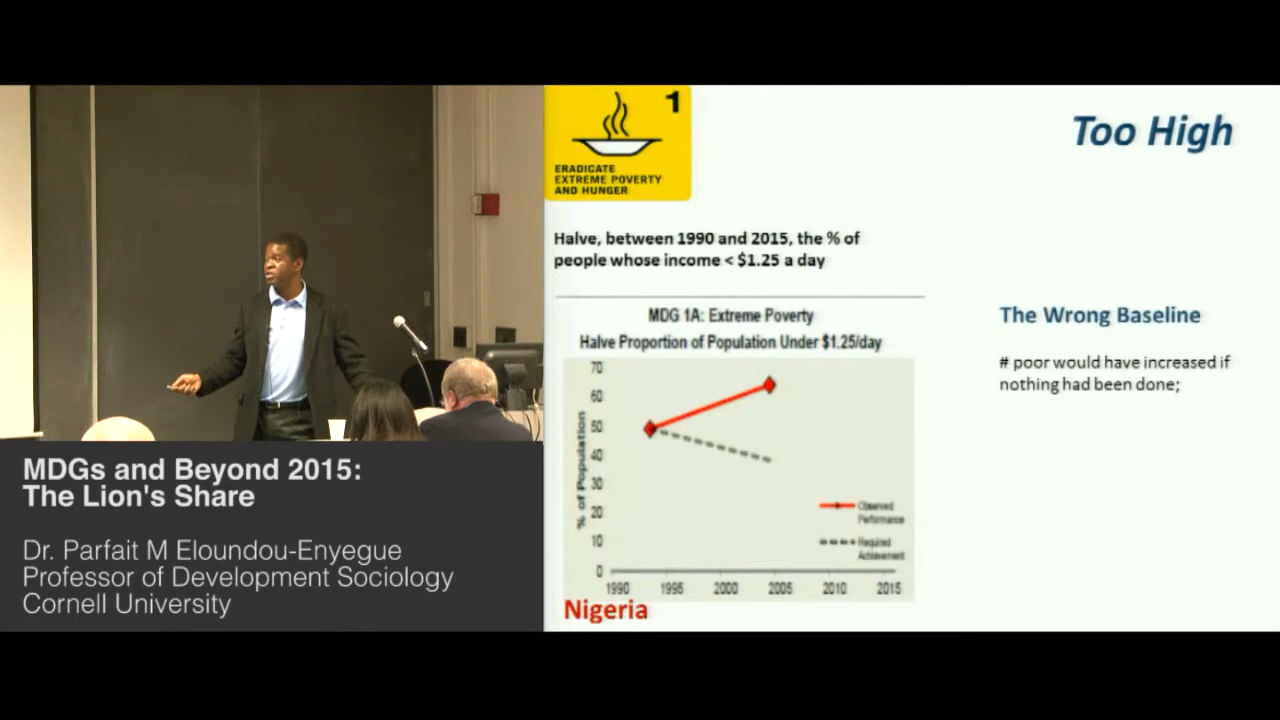 1
ERADICATE
EXTREME POVERTY
AND HUNGER
Too High
Halve, between 1990 and 2015, the % of
people whose income < $1.25 a day
MDG 1A: Extreme Poverty
Halve Proportion of Population Under $1.25/day
% of Population
70
60
50
40
30
20
10
0
1990
1995
2000
2005
2010
2015
Observed
Performance
Required
Achievement
Nigeria
The Wrong Baseline
# poor would have increased if
nothing had been done;
MDGs and Beyond 2015:
The Lion's Share
Dr. Parfait M Eloundou-Enyegue
Professor of Development Sociology
Cornell University